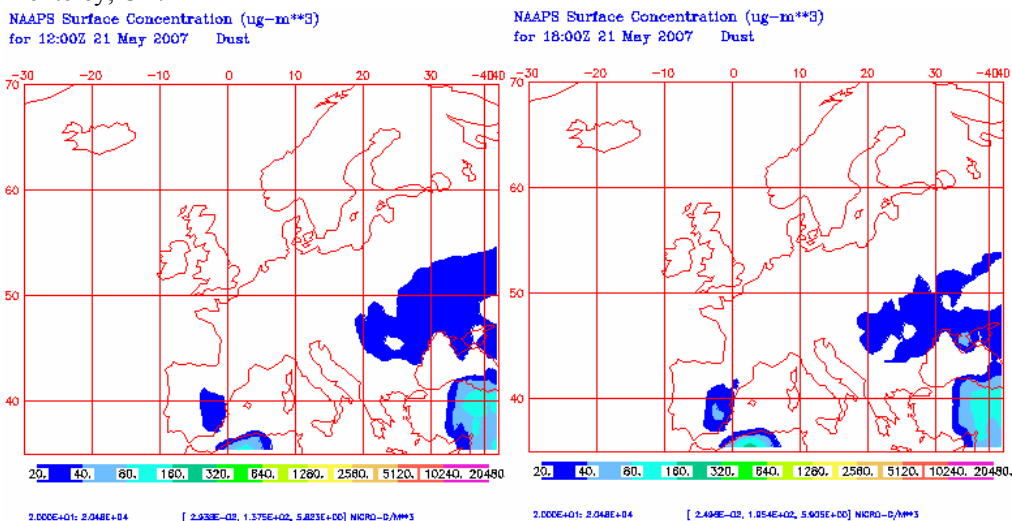 NAAPS Surface Concentration (ug-m**3)
for 12:00Z 21 May 2007 Dust
-30 -20 -10 0 10 20 30 -4040
70
60
50
40
20. 40. 80. 160. 320. 640. 1280. 2560. 5120. 10240. 20480.
2.000E+01: 2.048E+04
NAAPS Surface Concentration (ug-m**3)
for 18:00Z 21 May 2007 Dust
-30 -20 -10 0 10 20 30 -4040
70
60
50
40
20. 40. 80. 160. 320. 640. 1280. 2560. 5120. 10240. 20480.
2.000E+01: 2.048E+04